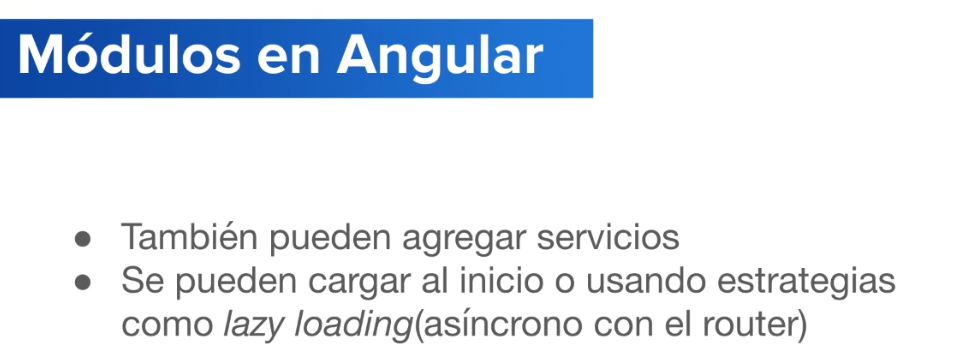 Módulos en Angular
● También pueden agregar servicios
● Se pueden cargar al inicio o usando estrategias
como lazy loading(asíncrono con el router)